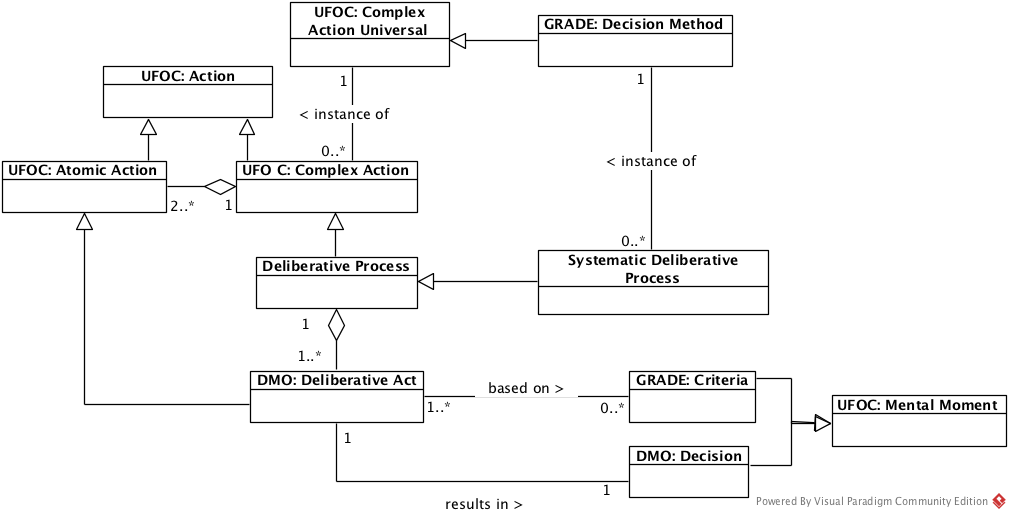 UFOC: Complex
Action Universal
GRADE: Decision Method
UFOC: Action
1
1
< instance of
< instance of
0..*
UFOC: Atomic Action
UFO C: Complex Action
2..*
1
0..*
Deliberative Process
Systematic Deliberative
Process
1
1..*
DMO: Deliberative Act
based on >
GRADE: Criteria
1..*
0..*
UFOC: Mental Moment
1
DMO: Decision
1
results in >
Powered By Visual Paradigm Community Edition